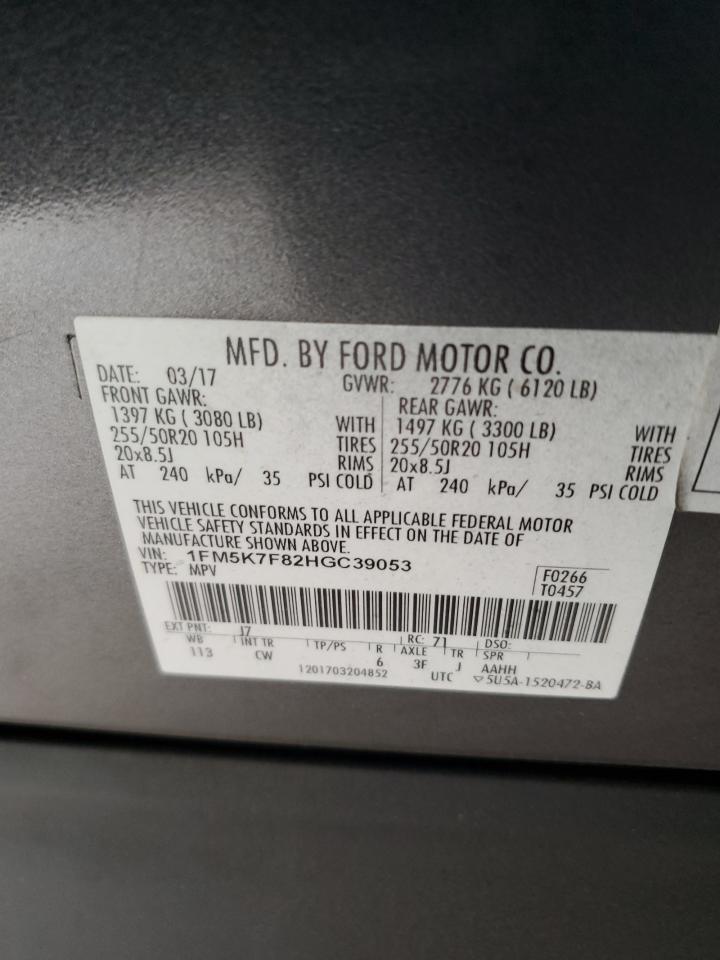 MFD. BY FORD MOTOR CO.
DATE: 03/17 GVWR: 2776 KG ( 6120 LB)
FRONT GAWR:
1397 KG ( 3080 LB) WITH
255/50R20 105H TIRES
20x8.5J RIMS
AT 240 kPa/ 35 PSI COLD
REAR GAWR:
1497 KG ( 3300 LB) WITH
255/50R20 105H TIRES
20x8.5J RIMS
AT 240 kPa/ 35 PSI COLD
THIS VEHICLE CONFORMS TO ALL APPLICABLE FEDERAL MOTOR
VEHICLE SAFETY STANDARDS IN EFFECT ON THE DATE OF
MANUFACTURE SHOWN ABOVE.
VIN: 1FM5K7F82HGC39053
TYPE: MPV
F0266
T0457
EXT PNT: J7 RC: 71 DSO:
WB INT TR TP/PS R AXLE TR SPR
113 CW 6 3F J AAHH
1201703204852 UTC ▽5U5A-1520472-BA